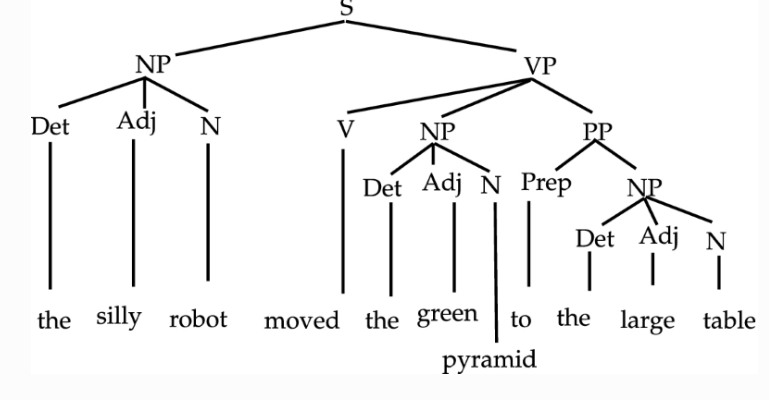 S
NP VP
Det Adj N V NP PP
Det Adj N Prep NP
Det Adj N
the silly robot moved the green to the large table
pyramid